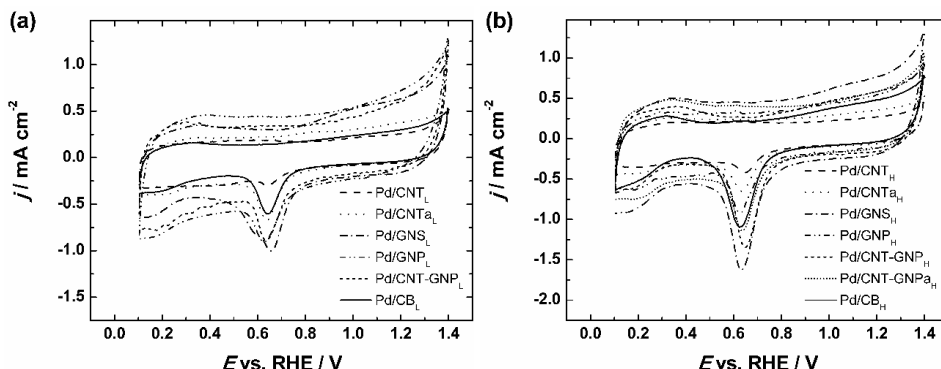 (a)
j / mA cm-2
1.0
0.5
0.0
-0.5
-1.0
-1.5
0.0 0.2 0.4 0.6 0.8 1.0 1.2 1.4
E vs. RHE / V
Pd/CNTL
Pd/CNTaL
Pd/GNSL
Pd/GNPL
Pd/CNT-GNPL
Pd/CBL
(b)
j / mA cm-2
1.0
0.5
0.0
-0.5
-1.0
-1.5
-2.0
0.0 0.2 0.4 0.6 0.8 1.0 1.2 1.4
E vs. RHE / V
Pd/CNTH
Pd/CNTaH
Pd/GNSH
Pd/GNPH
Pd/CNT-GNPH
Pd/CNT-GNPaH
Pd/CBH